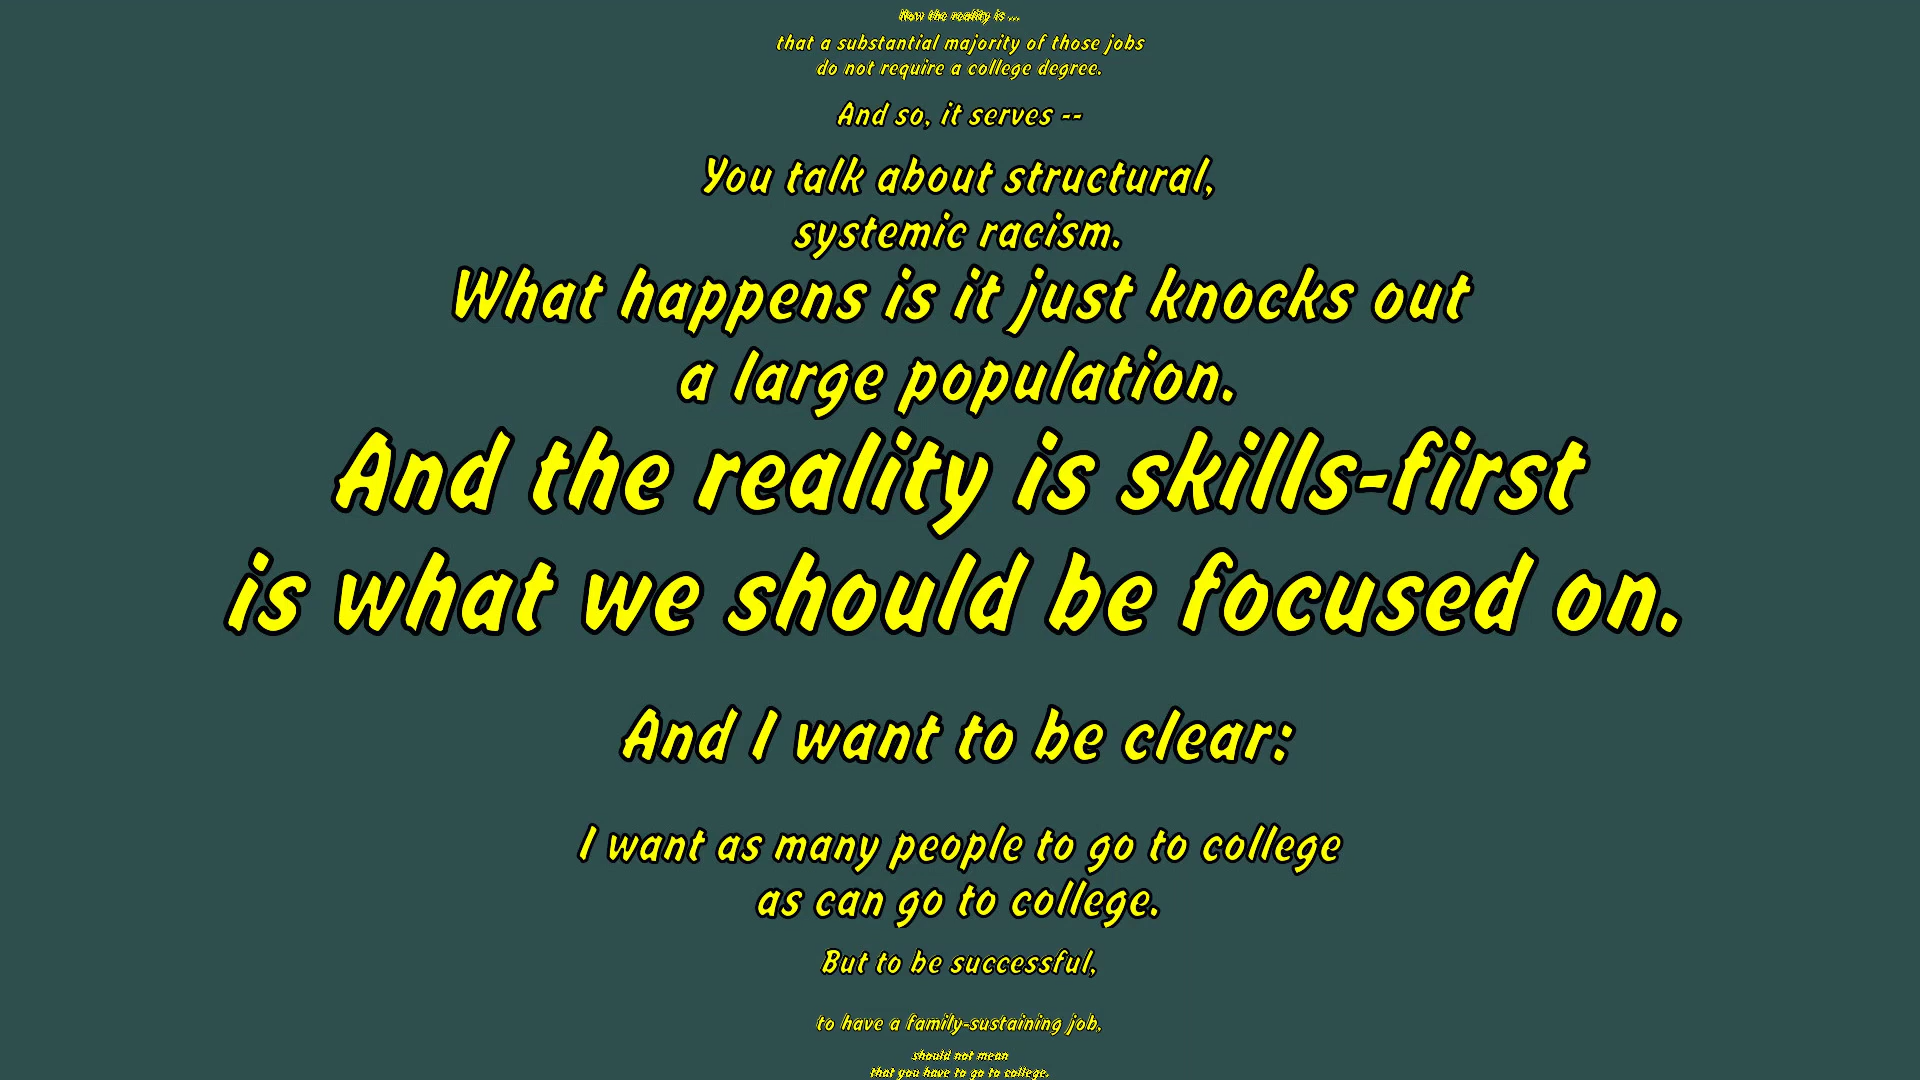 Now the reality is ...
that a substantial majority of those jobs
do not require a college degree.
And so, it serves --
You talk about structural,
systemic racism.
What happens is it just knocks out
a large population.
And the reality is skills-first
is what we should be focused on.
And I want to be clear:
I want as many people to go to college
as can go to college.
But to be successful,
to have a family-sustaining job,
should not mean
that you have to go to college.